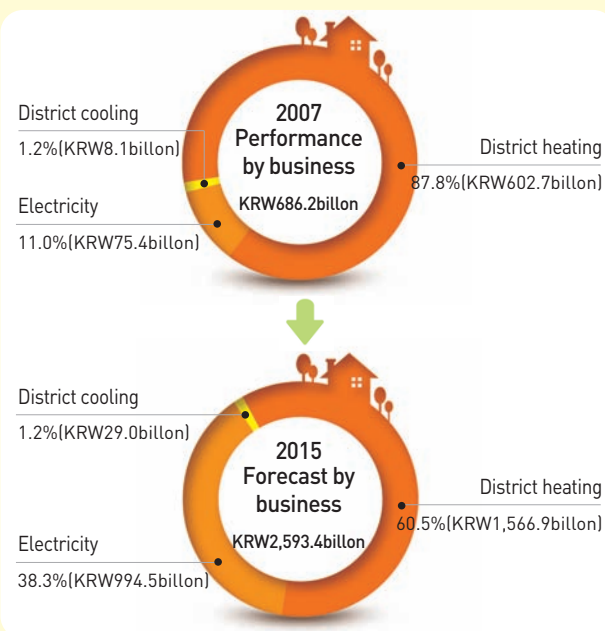 2007
Performance
by business
KRW686.2billon
District cooling
1.2%(KRW8.1billon)
Electricity
11.0%(KRW75.4billon)
District heating
87.8%(KRW602.7billon)
2015
Forecast by
business
KRW2,593.4billon
District cooling
1.2%(KRW29.0billon)
Electricity
38.3%(KRW994.5billon)
District heating
60.5%(KRW1,566.9billon)